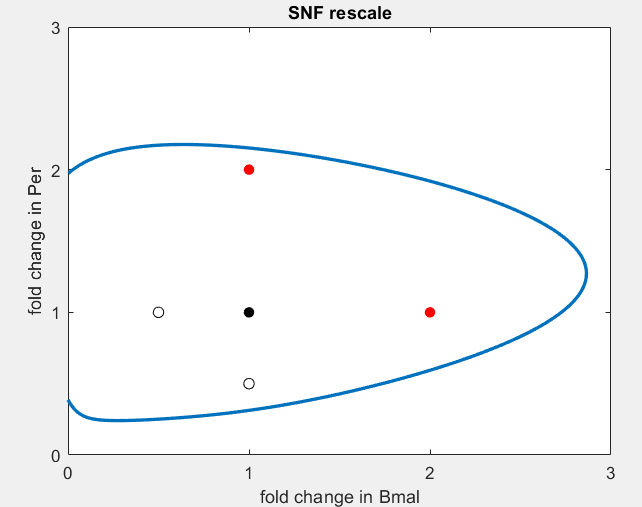 SNF rescale
3
2
1
0
fold change in Per
0 1 2 3
fold change in Bmal